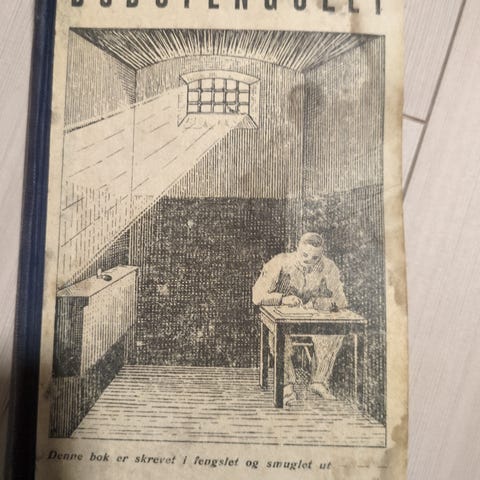 Denne bok er skrevet i fengslet og smuglet ut — — —